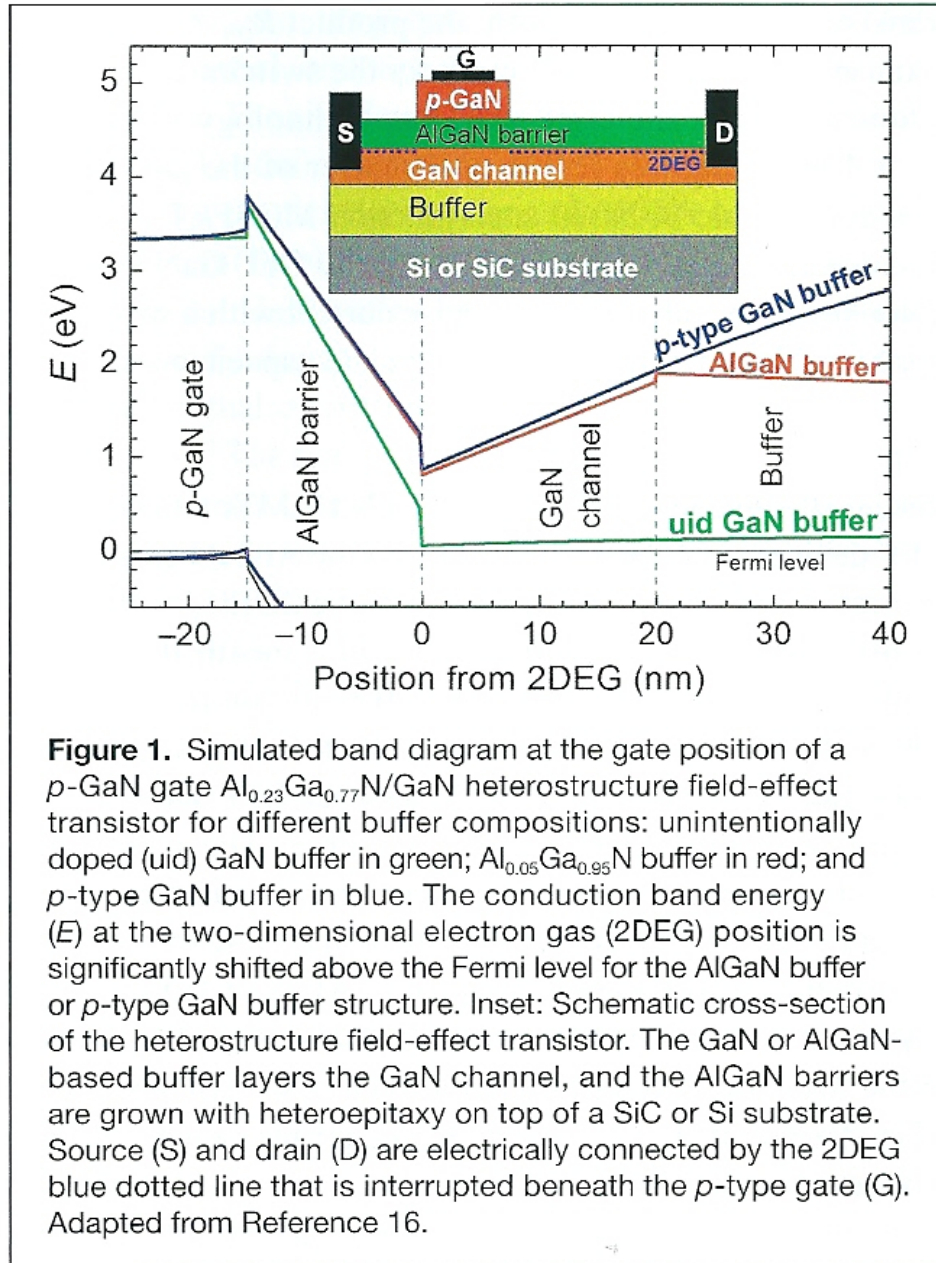 G
p-GaN
S
AlGaN barrier
D
2DEG
GaN channel
Buffer
Si or SiC substrate
5
4
3
2
1
0
E (eV)
p-GaN gate
AlGaN barrier
GaN
channel
Buffer
p-type GaN buffer
AlGaN buffer
uid GaN buffer
Fermi level
−20
−10
0
10
20
30
40
Position from 2DEG (nm)
Figure 1. Simulated band diagram at the gate position of a
p-GaN gate Al0.23Ga0.77N/GaN heterostructure field-effect
transistor for different buffer compositions: unintentionally
doped (uid) GaN buffer in green; Al0.05Ga0.95N buffer in red; and
p-type GaN buffer in blue. The conduction band energy
(E) at the two-dimensional electron gas (2DEG) position is
significantly shifted above the Fermi level for the AlGaN buffer
or p-type GaN buffer structure. Inset: Schematic cross-section
of the heterostructure field-effect transistor. The GaN or AlGaN-
based buffer layers the GaN channel, and the AlGaN barriers
are grown with heteroepitaxy on top of a SiC or Si substrate.
Source (S) and drain (D) are electrically connected by the 2DEG
blue dotted line that is interrupted beneath the p-type gate (G).
Adapted from Reference 16.